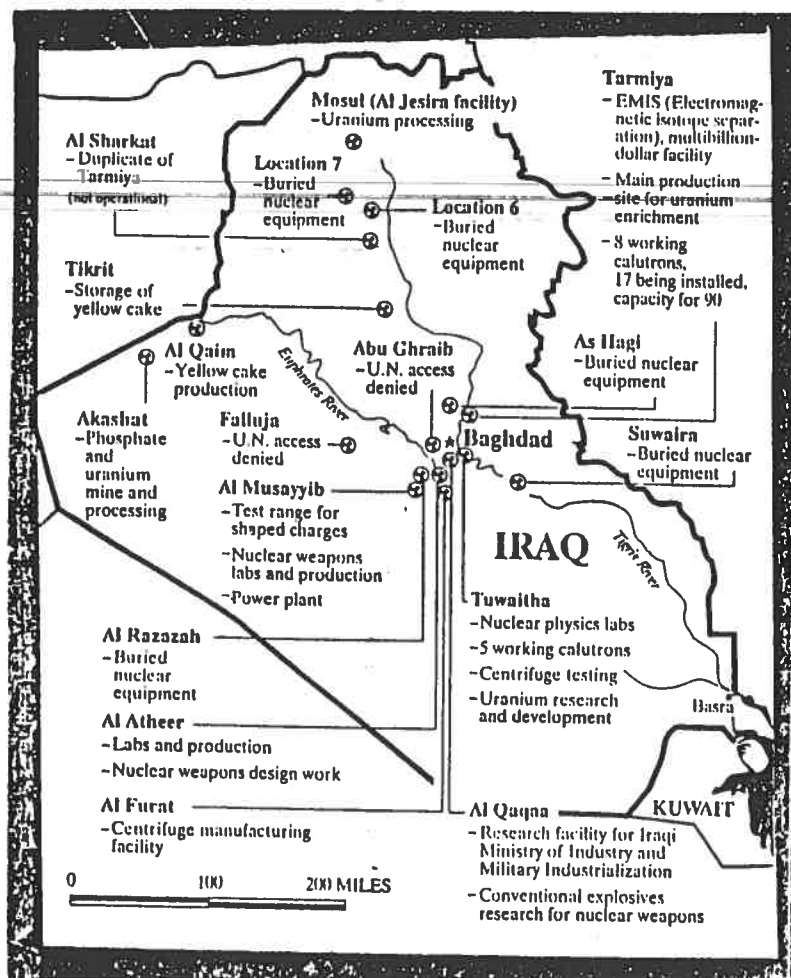 Mosul (Al Jesira facility)
- Uranium processing
Tarmiya
- EMIS (Electromag-
netic isotope separ-
ation), multibillion-
dollar facility
- Main production
site for uranium
enrichment
- 8 working
calutrons,
17 being installed,
capacity for 90
Al Sharkat
- Duplicate of
Tarmiya
(not operational)
Location 7
- Buried
nuclear
equipment
Location 6
- Buried
nuclear
equipment
Tikrit
- Storage of
yellow cake
Al Qaim
- Yellow cake
production
Euphrates River
Abu Ghraib
- U.N. access
denied
As Hagi
- Buried nuclear
equipment
Akashat
- Phosphate
and
uranium
mine and
processing
Falluja
- U.N. access
denied
Baghdad
Suwaira
- Buried nuclear
equipment
Al Musayyib
- Test range for
shaped charges
- Nuclear weapons
labs and production
- Power plant
IRAQ
Tigris River
Tuwaitha
- Nuclear physics labs
- 5 working calutrons
- Centrifuge testing
- Uranium research
and development
Al Razazah
- Buried
nuclear
equipment
Basra
Al Atheer
- Labs and production
- Nuclear weapons design work
Al Furat
- Centrifuge manufacturing
facility
Al Qaqna
- Research facility for Iraqi
Ministry of Industry and
Military Industrialization
- Conventional explosives
research for nuclear weapons
KUWAIT
0 100 200 MILES